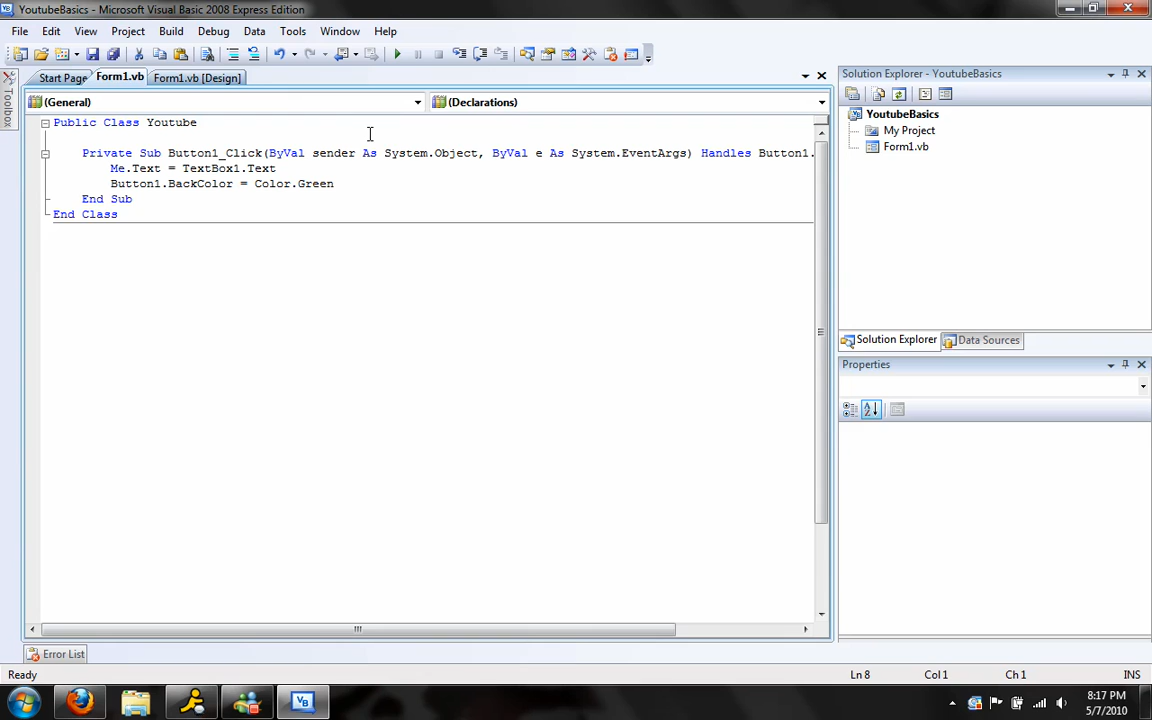 YoutubeBasics - Microsoft Visual Basic 2008 Express Edition
File Edit View Project Build Debug Data Tools Window Help
Start Page Form1.vb Form1.vb [Design]
(General) (Declarations)
Public Class Youtube
Private Sub Button1_Click(ByVal sender As System.Object, ByVal e As System.EventArgs) Handles Button1.
Me.Text = TextBox1.Text
Button1.BackColor = Color.Green
End Sub
End Class
Toolbox
Solution Explorer - YoutubeBasics
YoutubeBasics
My Project
Form1.vb
Solution Explorer Data Sources
Properties
Error List
Ready Ln 8 Col 1 Ch 1 INS
8:17 PM
5/7/2010